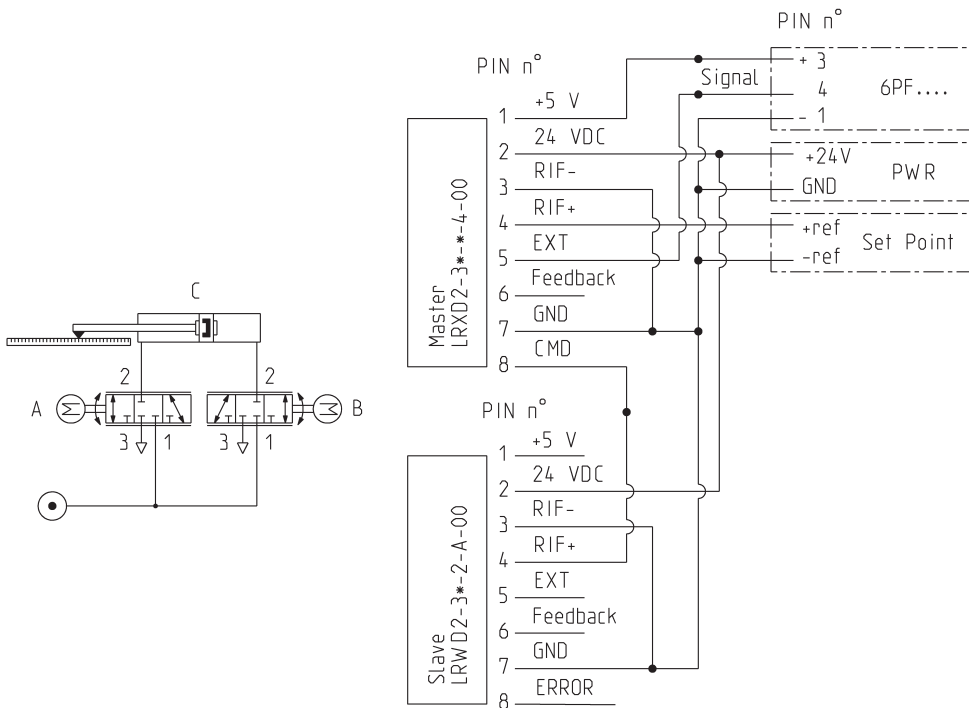 PIN n°
PIN n°
+ 3
Signal
4
6PF....
- 1
1
+5 V
2
24 VDC
+24V
PWR
3
RIF-
GND
4
RIF+
+ref
Set Point
5
EXT
-ref
6
Feedback
7
GND
8
CMD
Master
LRXD2-3*-*-4-00
C
2
2
A
M
M
B
3
1
3
1
PIN n°
1
+5 V
2
24 VDC
3
RIF-
4
RIF+
5
EXT
6
Feedback
7
GND
8
ERROR
Slave
LRWD2-3*-2-A-00